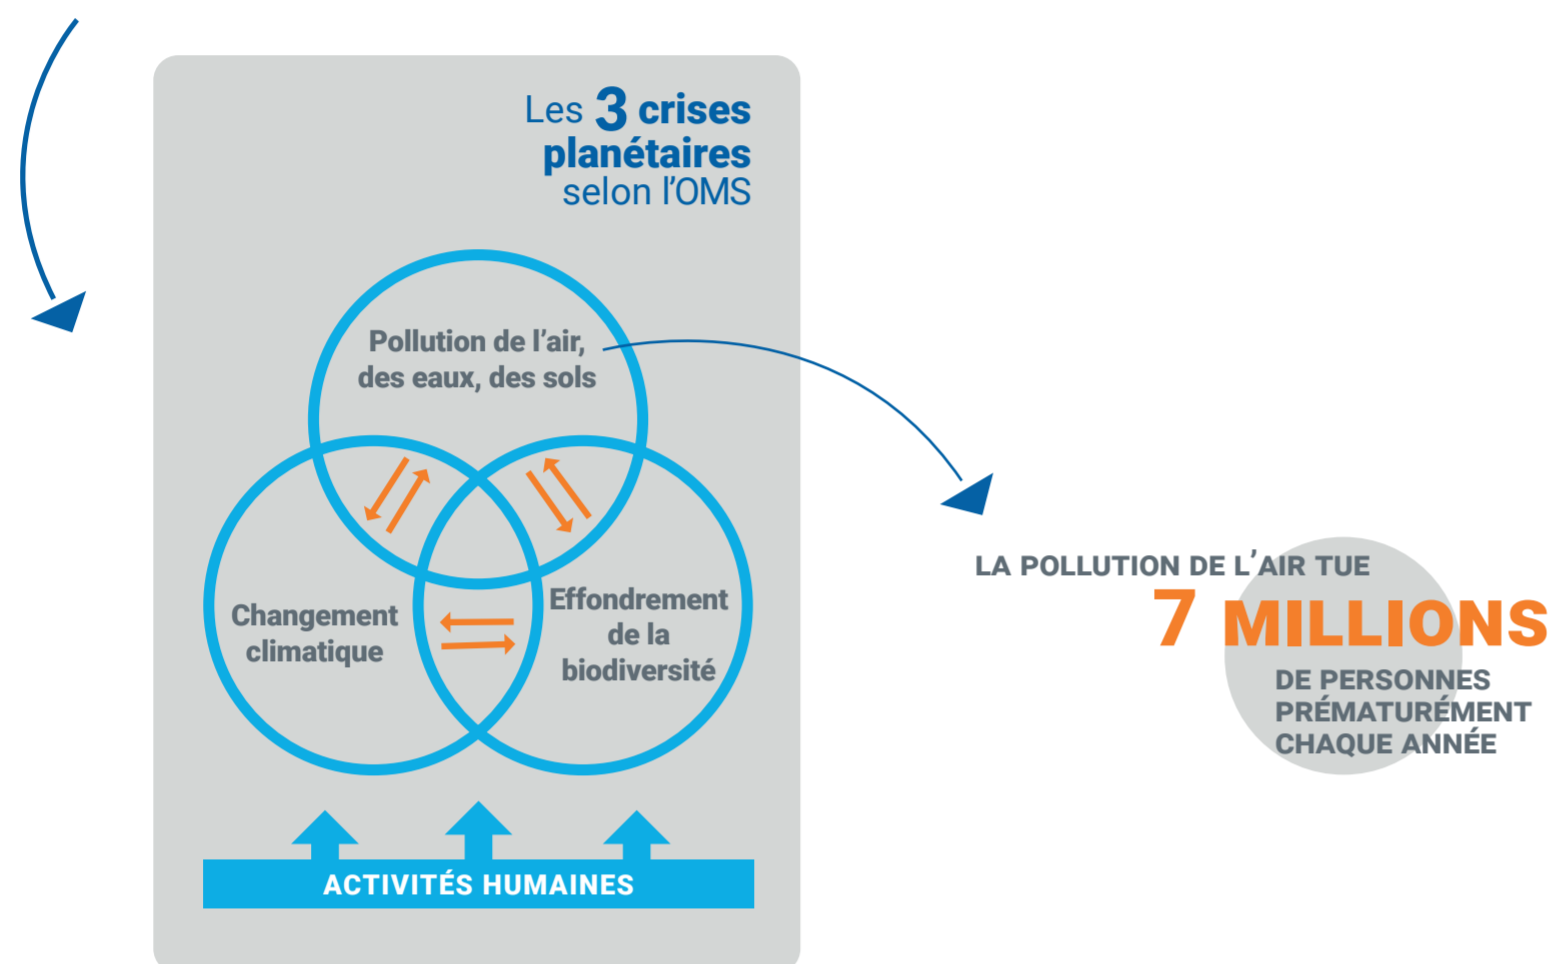 Les 3 crises
planétaires
selon l'OMS
Pollution de l'air,
des eaux, des sols
Changement
climatique
Effondrement
de la
biodiversité
ACTIVITÉS HUMAINES
LA POLLUTION DE L'AIR TUE
7 MILLIONS
DE PERSONNES
PRÉMATURÉMENT
CHAQUE ANNÉE